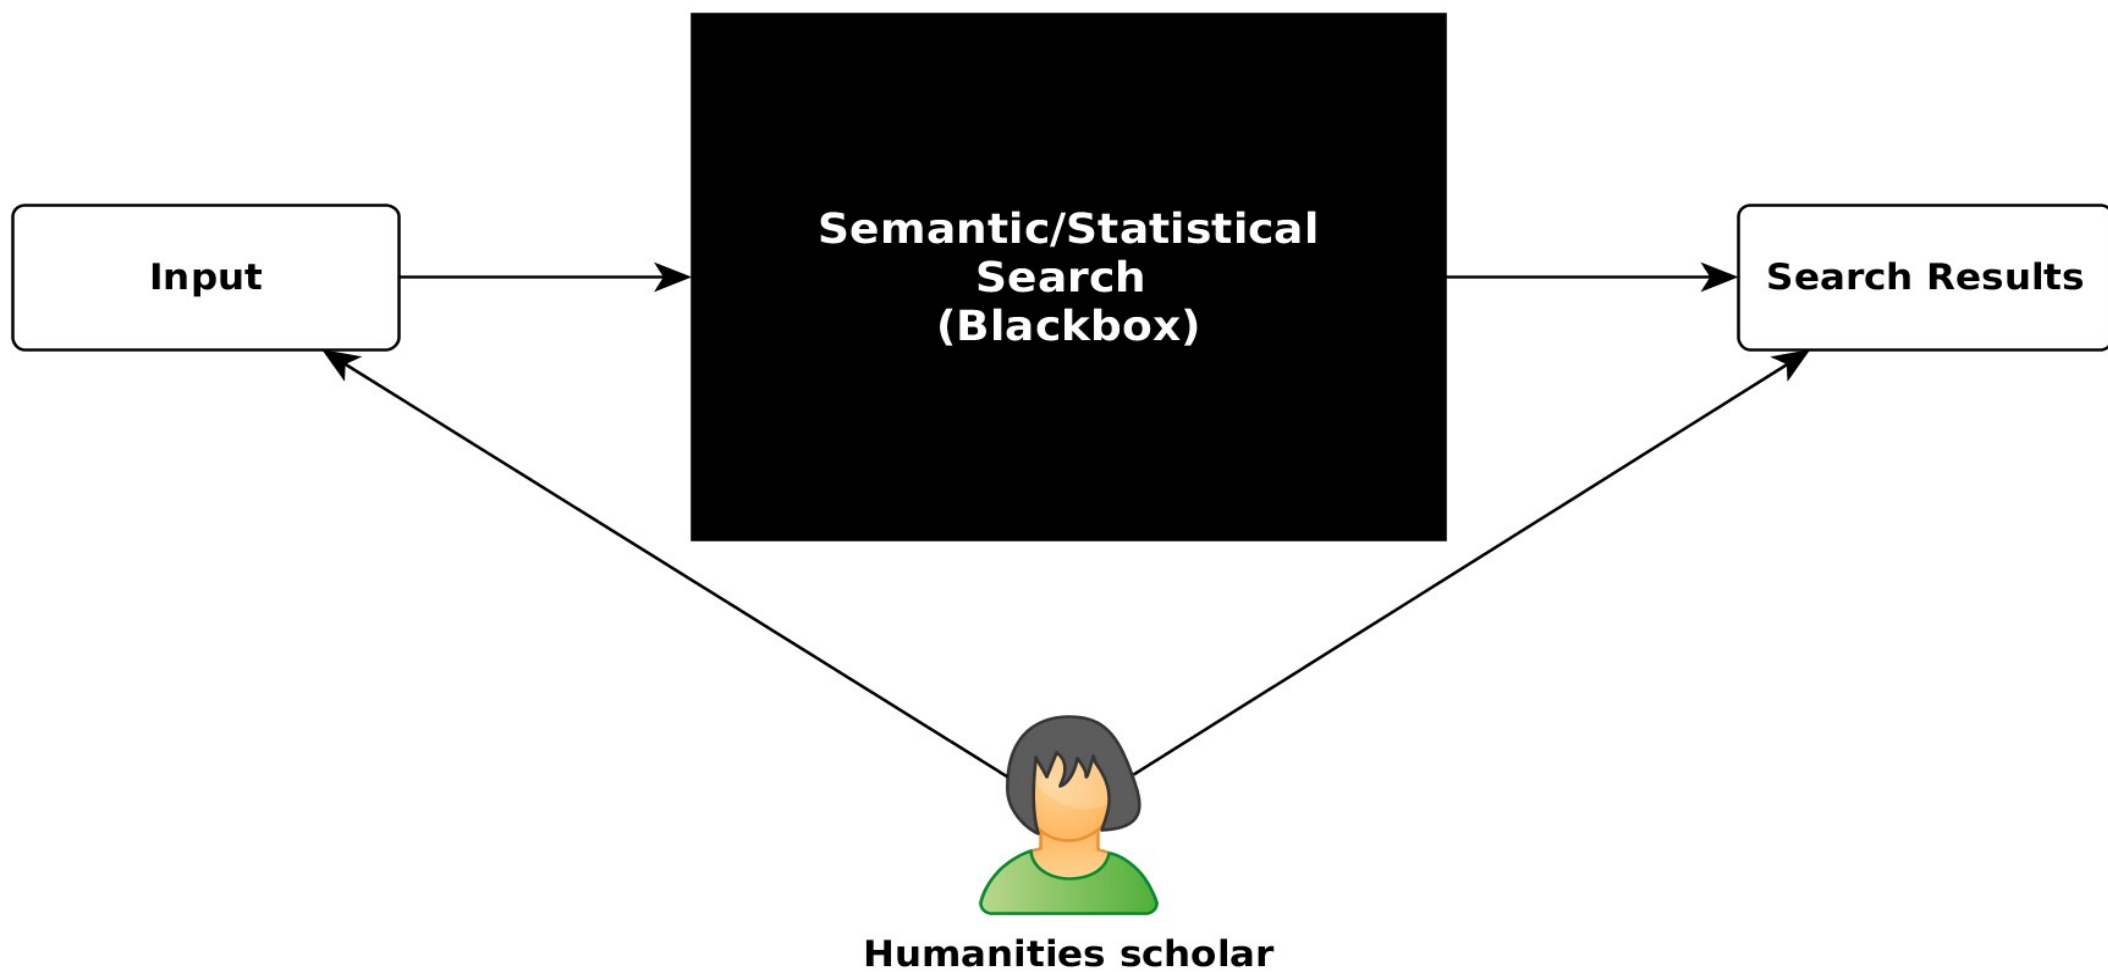 Input
Semantic/Statistical
Search
(Blackbox)
Search Results
Humanities scholar